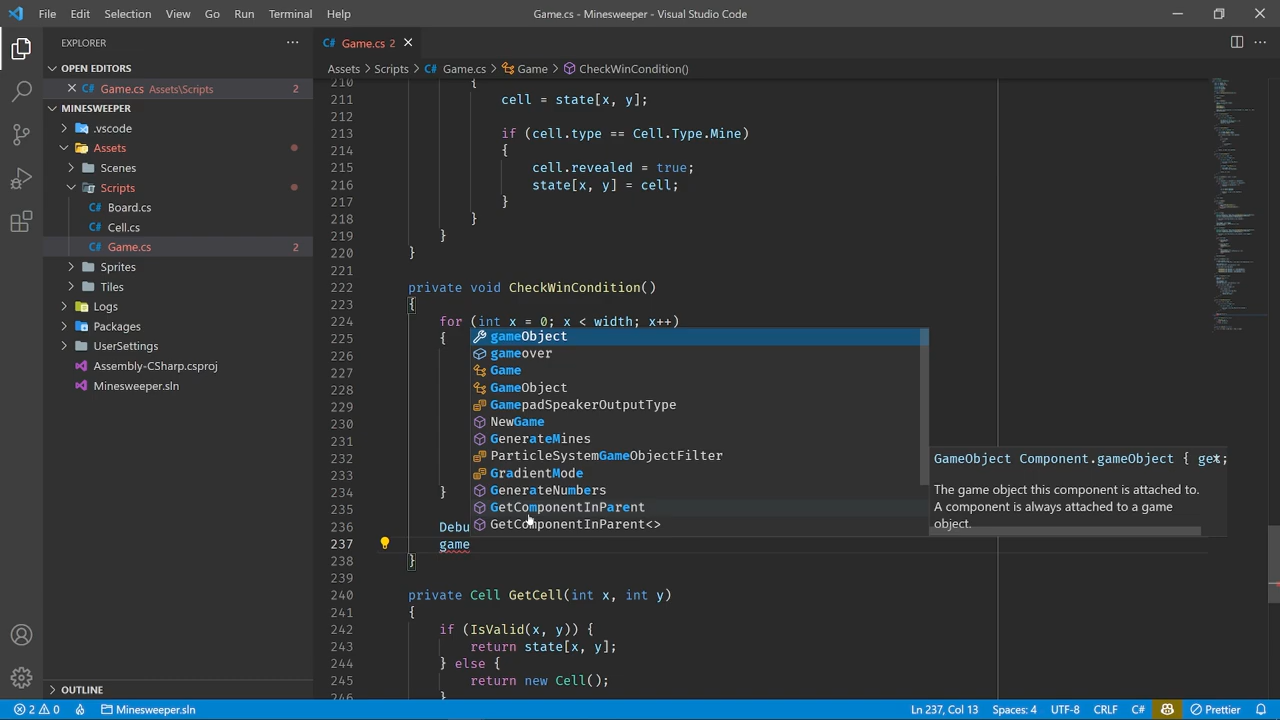 File Edit Selection View Go Run Terminal Help
Game.cs - Minesweeper - Visual Studio Code
EXPLORER
OPEN EDITORS
Game.cs Assets\Scripts 2
MINESWEEPER
.vscode
Assets
Scenes
Scripts
C# Board.cs
C# Cell.cs
C# Game.cs 2
Sprites
Tiles
Logs
Packages
UserSettings
Assembly-CSharp.csproj
Minesweeper.sln
OUTLINE
C# Game.cs 2
Assets > Scripts > C# Game.cs > Game > CheckWinCondition()
210 {
211 cell = state[x, y];
212
213 if (cell.type == Cell.Type.Mine)
214 {
215 cell.revealed = true;
216 state[x, y] = cell;
217 }
218 }
219 }
220 }
221
222 private void CheckWinCondition()
223 {
224 for (int x = 0; x < width; x++)
225 {
226
227
228
229
230
231
232
233
234 }
235
236 Debu
237 game
238 }
239
240 private Cell GetCell(int x, int y)
241 {
242 if (IsValid(x, y)) {
243 return state[x, y];
244 } else {
245 return new Cell();
246 }
gameObject
gameover
Game
GameObject
GamepadSpeakerOutputType
NewGame
GenerateMines
ParticleSystemGameObjectFilter
GradientMode
GenerateNumbers
GetComponentInParent
GetComponentInParent<>
GameObject Component.gameObject { get;
The game object this component is attached to.
A component is always attached to a game
object.
2 0 Minesweeper.sln Ln 237, Col 13 Spaces: 4 UTF-8 CRLF C# Prettier